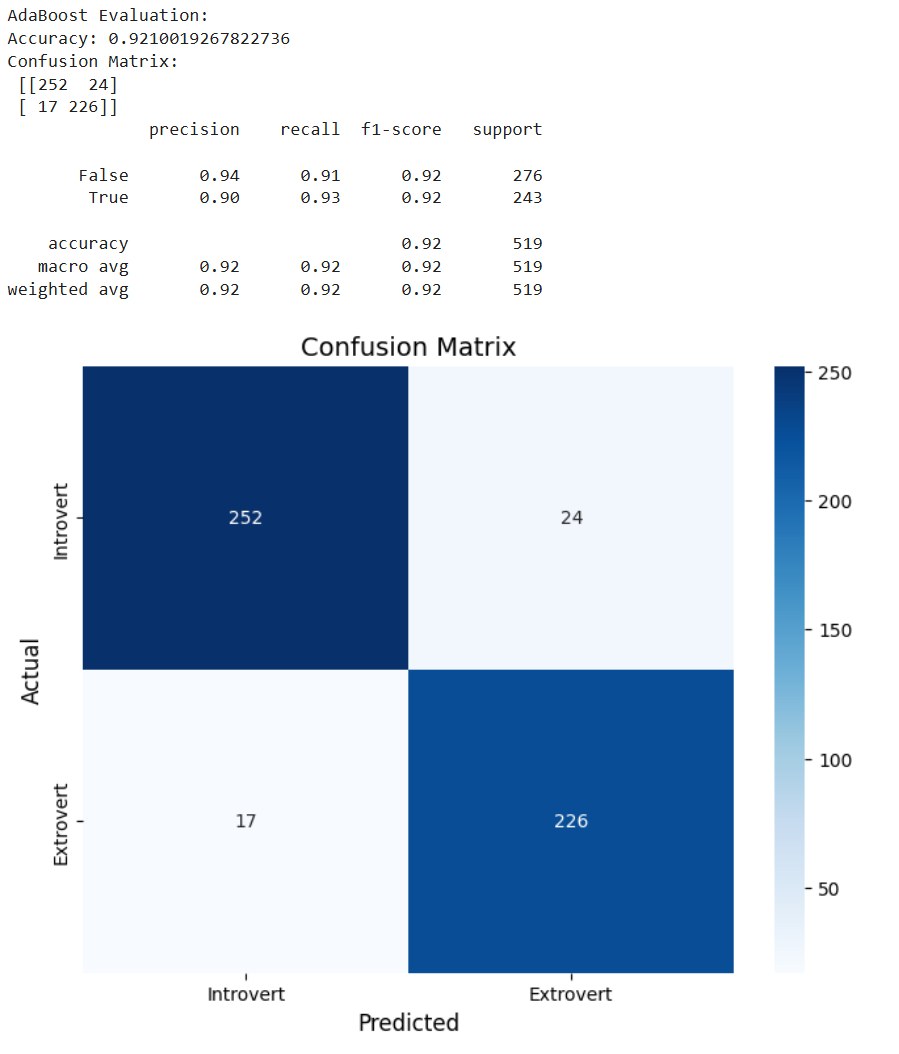 AdaBoost Evaluation:
Accuracy: 0.9210019267822736
Confusion Matrix:
[[252  24]
[ 17 226]]
precision    recall  f1-score   support
False       0.94      0.91      0.92       276
True       0.90      0.93      0.92       243
accuracy                           0.92       519
macro avg       0.92      0.92      0.92       519
weighted avg       0.92      0.92      0.92       519
Confusion Matrix
252
24
17
226
Actual
Introvert
Extrovert
Introvert
Extrovert
Predicted
250
200
150
100
50